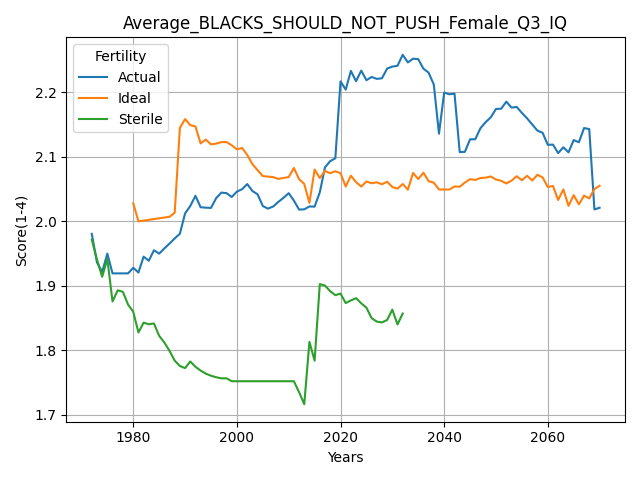 Average_BLACKS_SHOULD_NOT_PUSH_Female_Q3_IQ
Fertility
Actual
Ideal
Sterile
Score(1-4)
2.2
2.1
2.0
1.9
1.8
1.7
1980
2000
2020
2040
2060
Years